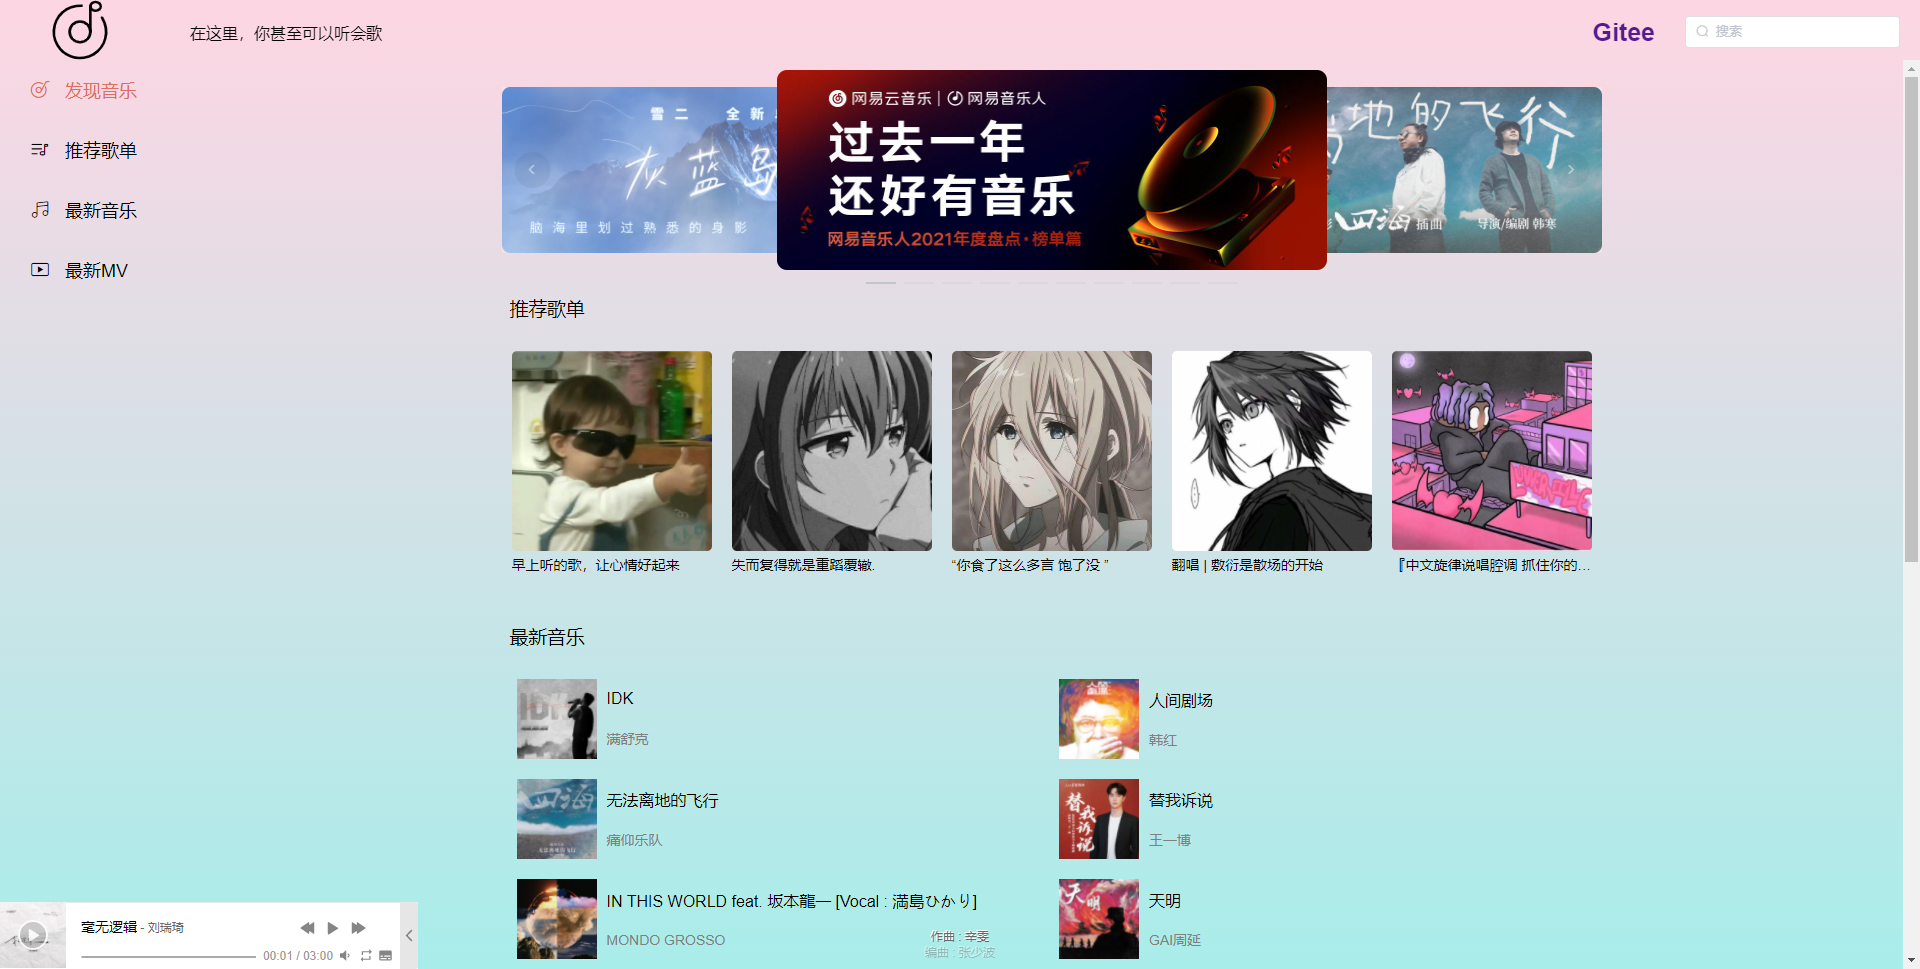 在这里，你甚至可以听会歌
Gitee
搜索
发现音乐
推荐歌单
最新音乐
最新MV
雪二 全新
灰蓝岛
脑海里划过熟悉的身影
网易云音乐 | 网易音乐人
过去一年
还好有音乐
网易音乐人2021年度盘点·榜单篇
地的飞行
四海 插曲
导演/编剧 韩寒
推荐歌单
早上听的歌，让心情好起来
失而复得就是重蹈覆辙.
“你食了这么多言 饱了没 ”
翻唱 | 敷衍是散场的开始
『中文旋律说唱腔调 抓住你的…
最新音乐
IDK
满舒克
人间剧场
韩红
四海
无法离地的飞行
痛仰乐队
替我诉说
替我诉说
王一博
IN THIS WORLD feat. 坂本龍一 [Vocal : 満島ひかり]
MONDO GROSSO
天明
天明
GAI周延
作曲 : 幸雯
编曲 : 张少波
毫无逻辑 - 刘瑞琦
00:01 / 03:00